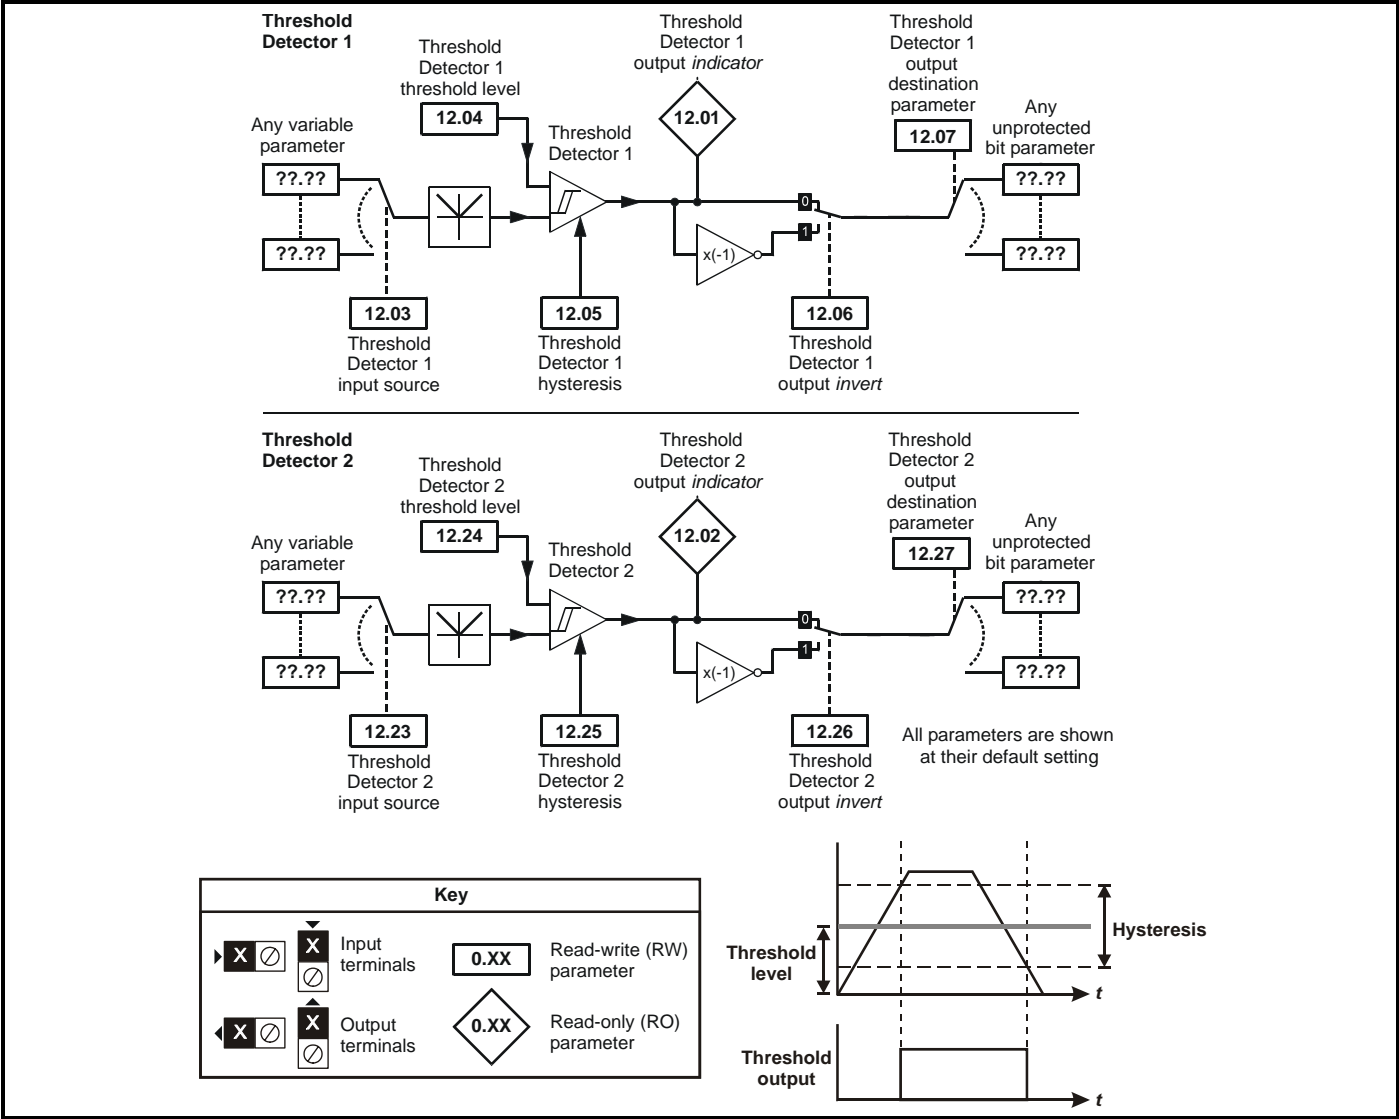 Threshold
Detector 1
Threshold
Detector 1
threshold level
12.04
Threshold
Detector 1
output indicator
12.01
Threshold
Detector 1
output
destination
parameter
12.07
Any
unprotected
bit parameter
??.??
??.??
Any variable
parameter
??.??
??.??
Threshold
Detector 1
0
1
x(-1)
12.03
Threshold
Detector 1
input source
12.05
Threshold
Detector 1
hysteresis
12.06
Threshold
Detector 1
output invert
Threshold
Detector 2
Threshold
Detector 2
threshold level
12.24
Threshold
Detector 2
output indicator
12.02
Threshold
Detector 2
output
destination
parameter
12.27
Any
unprotected
bit parameter
??.??
??.??
Any variable
parameter
??.??
??.??
Threshold
Detector 2
0
1
x(-1)
12.23
Threshold
Detector 2
input source
12.25
Threshold
Detector 2
hysteresis
12.26
Threshold
Detector 2
output invert
All parameters are shown
at their default setting
Key
X
X
Input
terminals
0.XX
Read-write (RW)
parameter
X
X
Output
terminals
0.XX
Read-only (RO)
parameter
Threshold
level
Hysteresis
t
Threshold
output
t